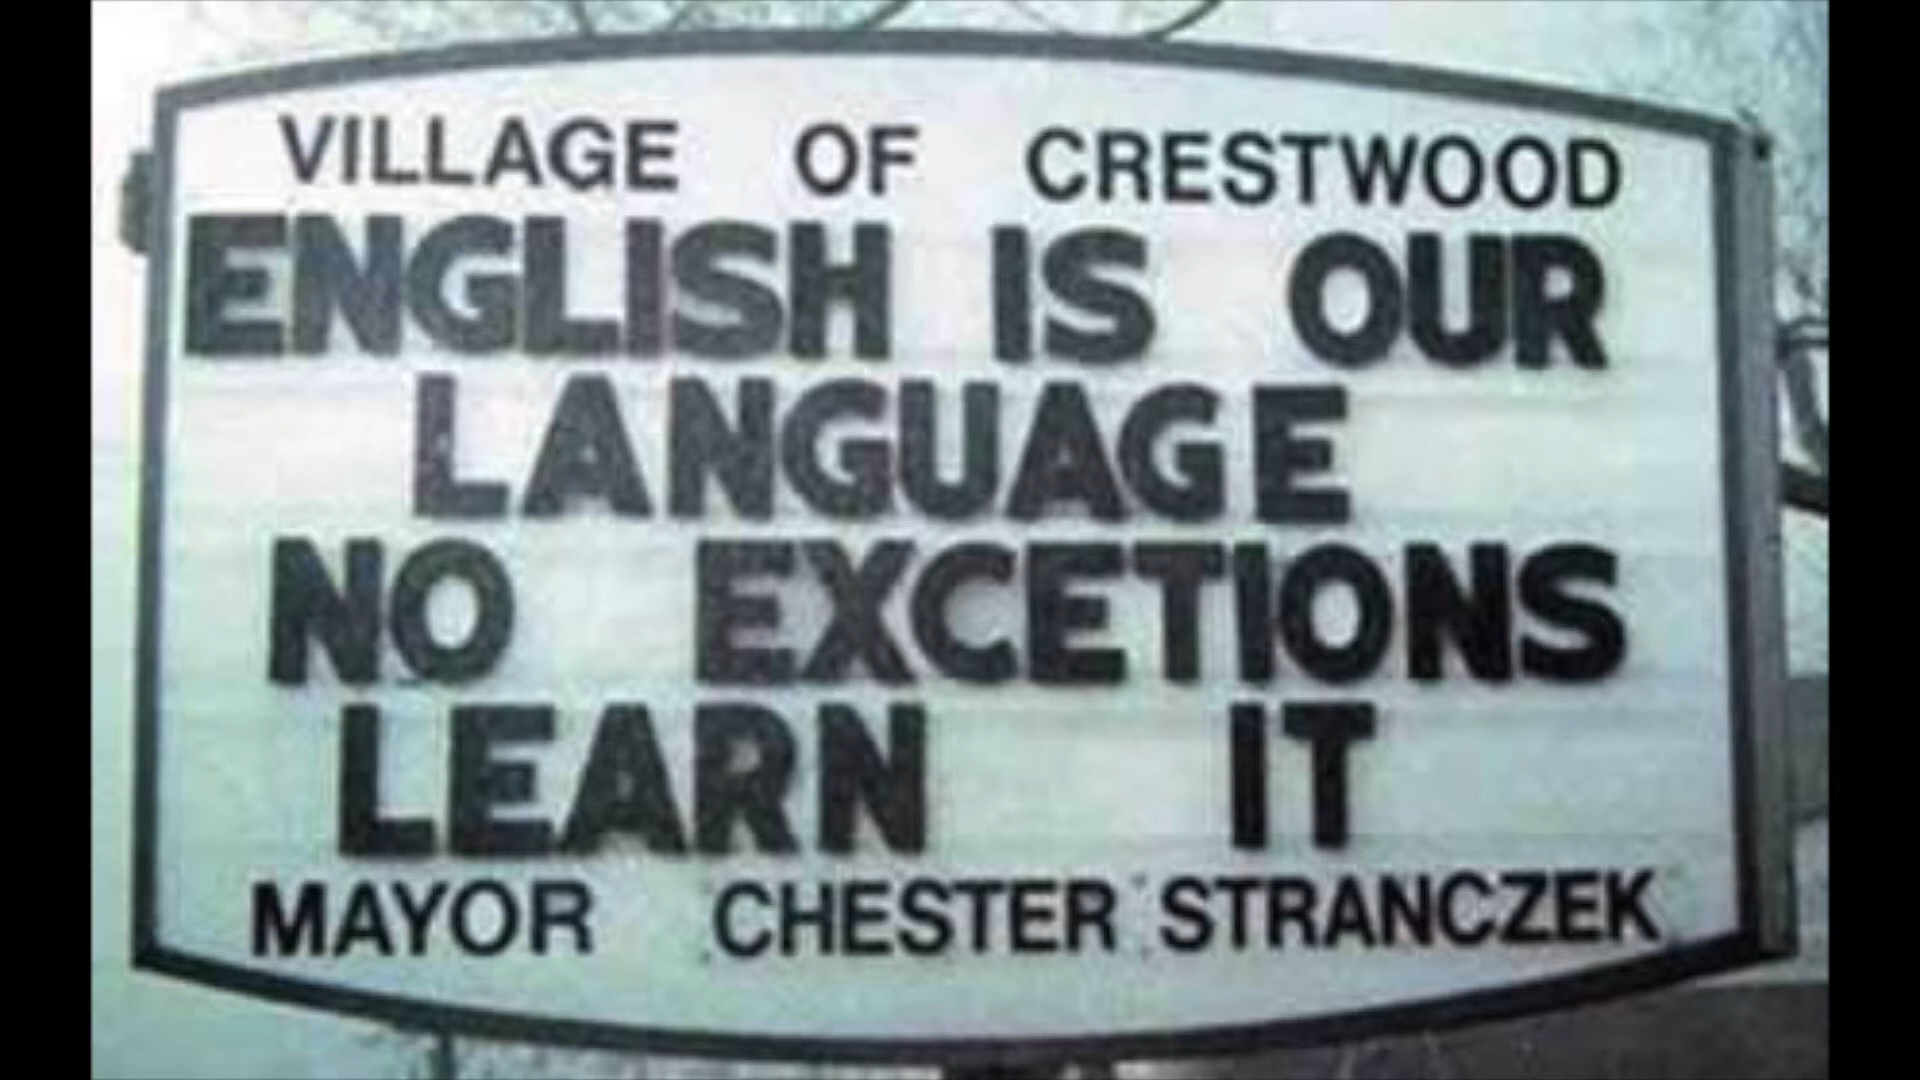 VILLAGE OF CRESTWOOD
ENGLISH IS OUR
LANGUAGE
NO EXCETIONS
LEARN IT
MAYOR CHESTER STRANCZEK